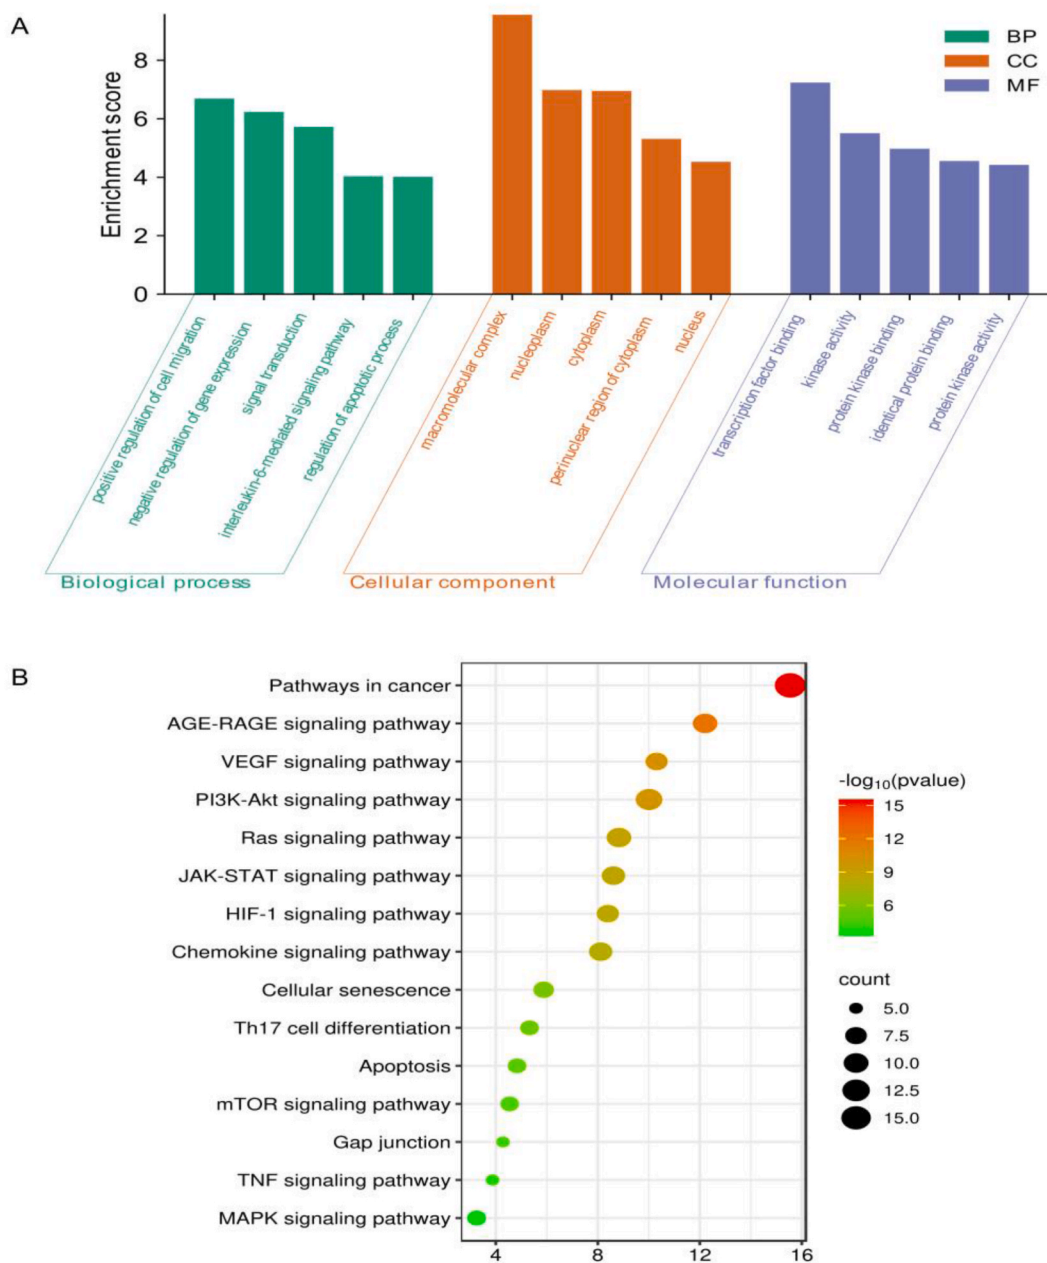 A
Enrichment score
8
6
4
2
0
BP
CC
MF
positive regulation of cell migration
negative regulation of gene expression
signal transduction
interleukin-6-mediated signaling pathway
regulation of apoptotic process
macromolecular complex
nucleoplasm
cytoplasm
perinuclear region of cytoplasm
nucleus
transcription factor binding
kinase activity
protein kinase binding
identical protein binding
protein kinase activity
Biological process
Cellular component
Molecular function
B
Pathways in cancer
AGE-RAGE signaling pathway
VEGF signaling pathway
PI3K-Akt signaling pathway
Ras signaling pathway
JAK-STAT signaling pathway
HIF-1 signaling pathway
Chemokine signaling pathway
Cellular senescence
Th17 cell differentiation
Apoptosis
mTOR signaling pathway
Gap junction
TNF signaling pathway
MAPK signaling pathway
4 8 12 16
-log₁₀(pvalue)
15
12
9
6
count
5.0
7.5
10.0
12.5
15.0